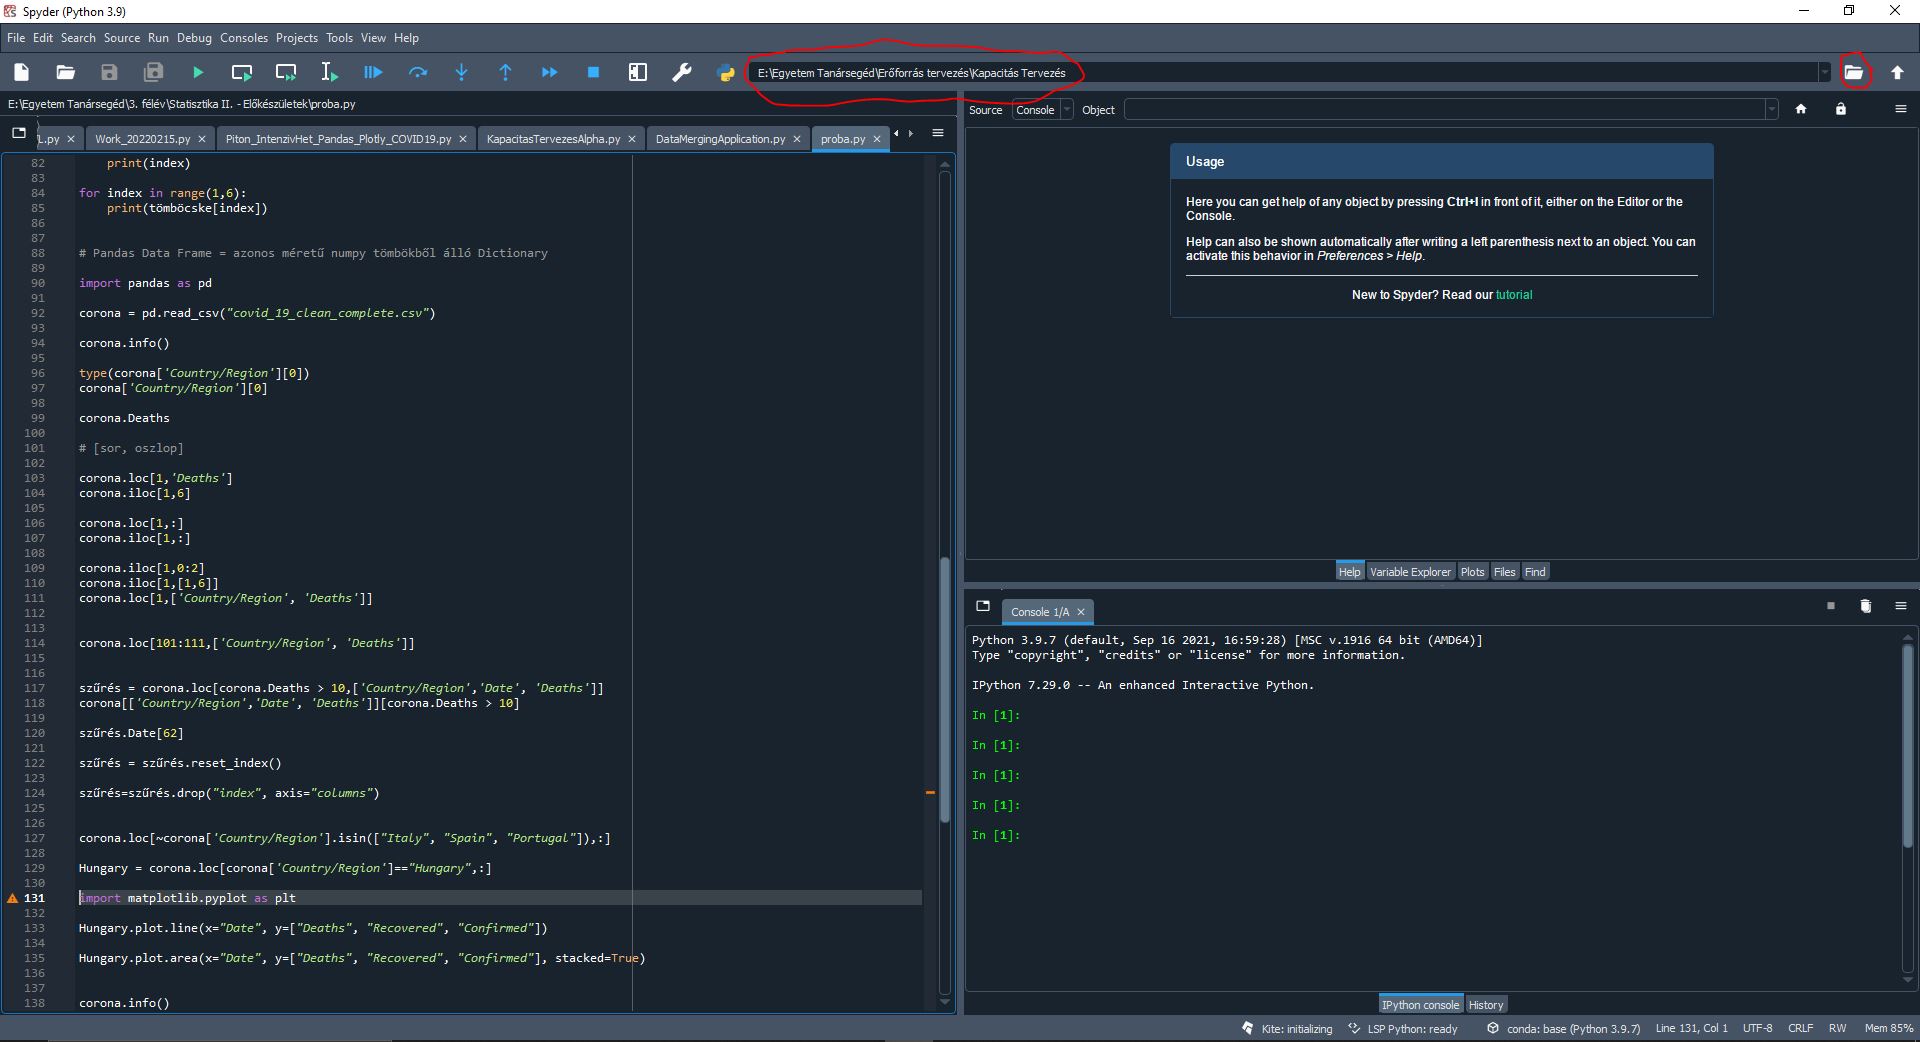 Spyder (Python 3.9)
File Edit Search Source Run Debug Consoles Projects Tools View Help
E:\Egyetem Tanársegéd\Erőforrás tervezés\Kapacitás Tervezés
E:\Egyetem Tanársegéd\3. félév\Statisztika II. - Előkészületek\proba.py
.py Work_20220215.py Piton_IntenzivHet_Pandas_Plotly_COVID19.py KapacitasTervezesAlpha.py DataMergingApplication.py proba.py
82 print(index)
83
84 for index in range(1,6):
85 print(tömböcske[index])
86
87
88 # Pandas Data Frame = azonos méretű numpy tömbökből álló Dictionary
89
90 import pandas as pd
91
92 corona = pd.read_csv("covid_19_clean_complete.csv")
93
94 corona.info()
95
96 type(corona['Country/Region'][0])
97 corona['Country/Region'][0]
98
99 corona.Deaths
100
101 # [sor, oszlop]
102
103 corona.loc[1,'Deaths']
104 corona.iloc[1,6]
105
106 corona.loc[1,:]
107 corona.iloc[1,:]
108
109 corona.iloc[1,0:2]
110 corona.iloc[1,[1,6]]
111 corona.loc[1,['Country/Region', 'Deaths']]
112
113
114 corona.loc[101:111,['Country/Region', 'Deaths']]
115
116
117 szűrés = corona.loc[corona.Deaths > 10,['Country/Region','Date', 'Deaths']]
118 corona[['Country/Region','Date', 'Deaths']][corona.Deaths > 10]
119
120 szűrés.Date[62]
121
122 szűrés = szűrés.reset_index()
123
124 szűrés=szűrés.drop("index", axis="columns")
125
126
127 corona.loc[~corona['Country/Region'].isin(["Italy", "Spain", "Portugal"]),:]
128
129 Hungary = corona.loc[corona['Country/Region']=="Hungary",:]
130
131 import matplotlib.pyplot as plt
132
133 Hungary.plot.line(x="Date", y=["Deaths", "Recovered", "Confirmed"])
134
135 Hungary.plot.area(x="Date", y=["Deaths", "Recovered", "Confirmed"], stacked=True)
136
137
138 corona.info()
Source Console Object
Usage
Here you can get help of any object by pressing Ctrl+I in front of it, either on the Editor or the
Console.
Help can also be shown automatically after writing a left parenthesis next to an object. You can
activate this behavior in Preferences > Help.
New to Spyder? Read our tutorial
Help Variable Explorer Plots Files Find
Console 1/A
Python 3.9.7 (default, Sep 16 2021, 16:59:28) [MSC v.1916 64 bit (AMD64)]
Type "copyright", "credits" or "license" for more information.
IPython 7.29.0 -- An enhanced Interactive Python.
In [1]:
In [1]:
In [1]:
In [1]:
In [1]:
IPython console History
Kite: initializing LSP Python: ready conda: base (Python 3.9.7) Line 131, Col 1 UTF-8 CRLF RW Mem 85%